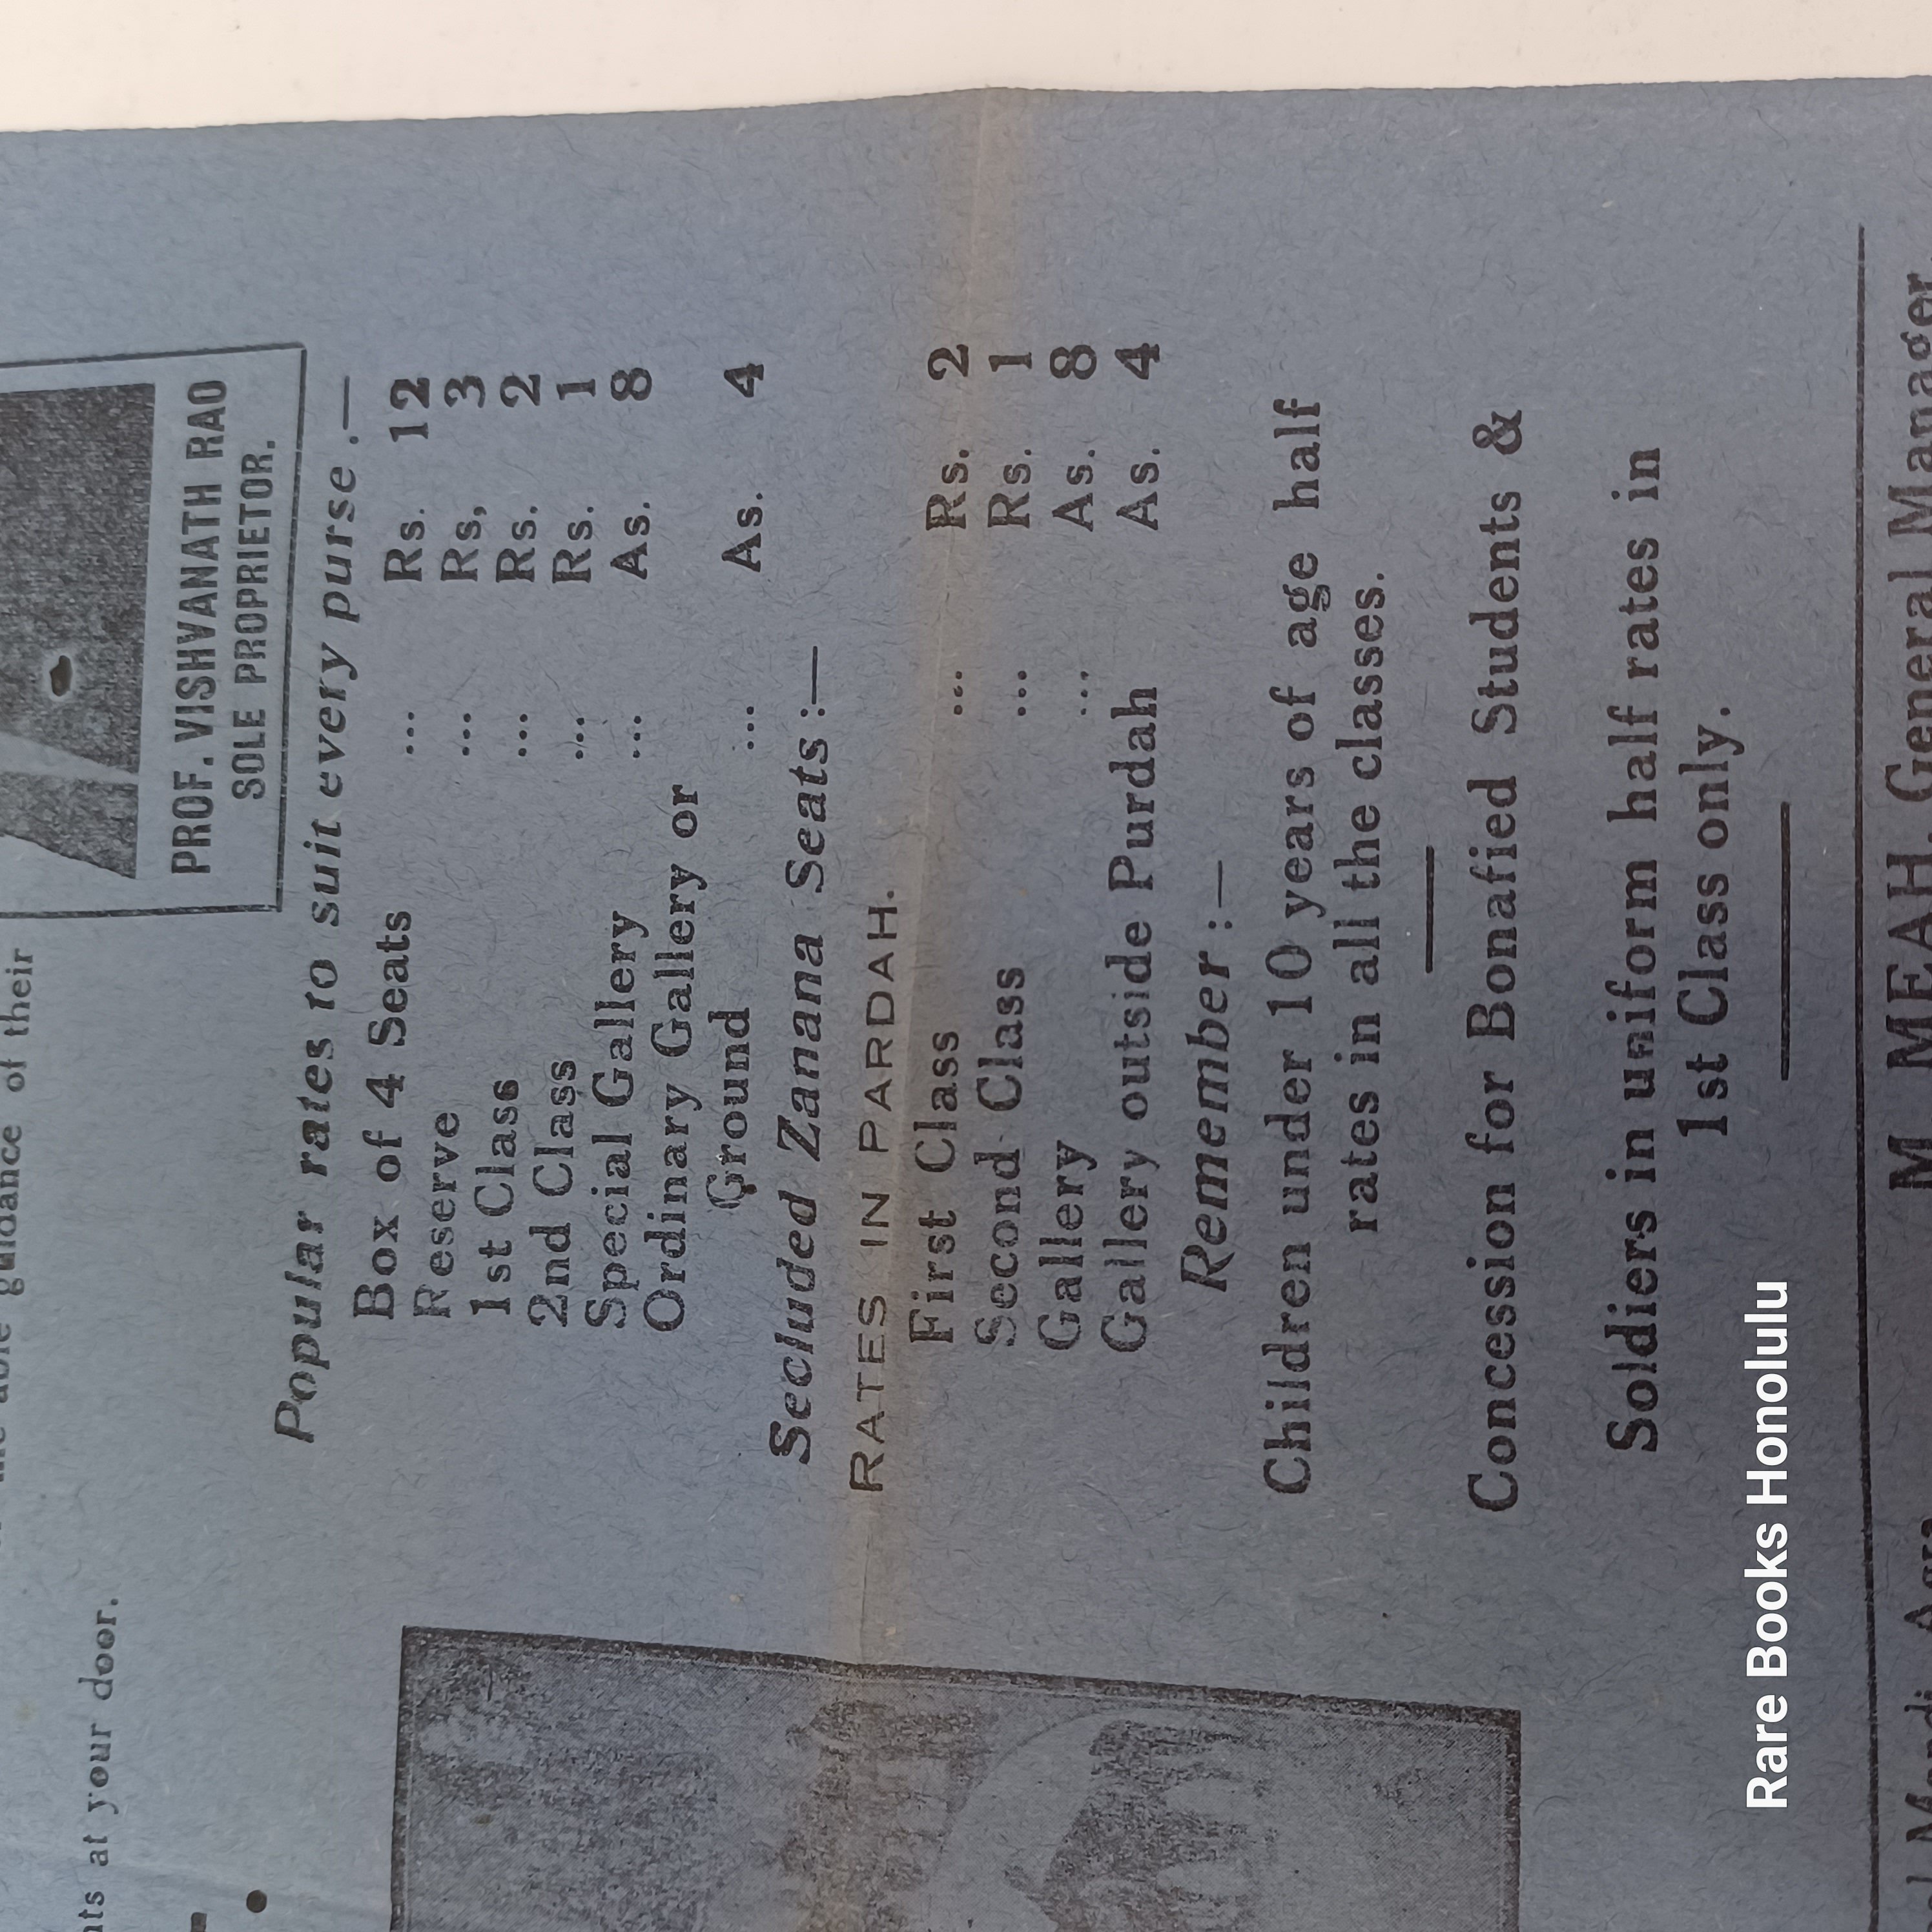 guidance of their
nts at your door.
PROF. VISHVANATH RAO
SOLE PROPRIETOR.
Popular rates to suit every purse.—
Box of 4 Seats ... Rs. 12
Reserve ... Rs, 3
1st Class ... Rs. 2
2nd Class ... Rs. 1
Special Gallery ... As. 8
Ordinary Gallery or
Ground ... As. 4
Secluded Zanana Seats :—
RATES IN PARDAH.
First Class ... Rs. 2
Second Class ... Rs. 1
Gallery ... As. 8
Gallery outside Purdah As. 4
Remember :—
Children under 10 years of age half
rates in all the classes.
Concession for Bonafied Students &
Soldiers in uniform half rates in
1st Class only.
M. MEAH, General Manager,
Rare Books Honolulu